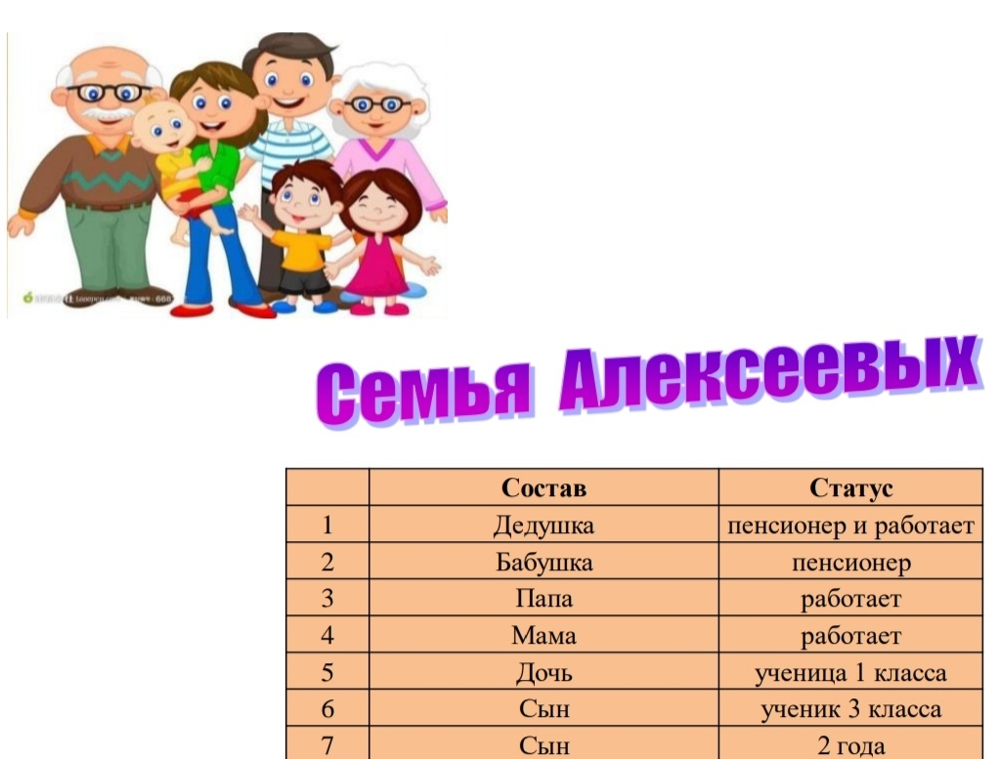 Семья Алексеевых
Состав Статус
1 Дедушка пенсионер и работает
2 Бабушка пенсионер
3 Папа работает
4 Мама работает
5 Дочь ученица 1 класса
6 Сын ученик 3 класса
7 Сын 2 года